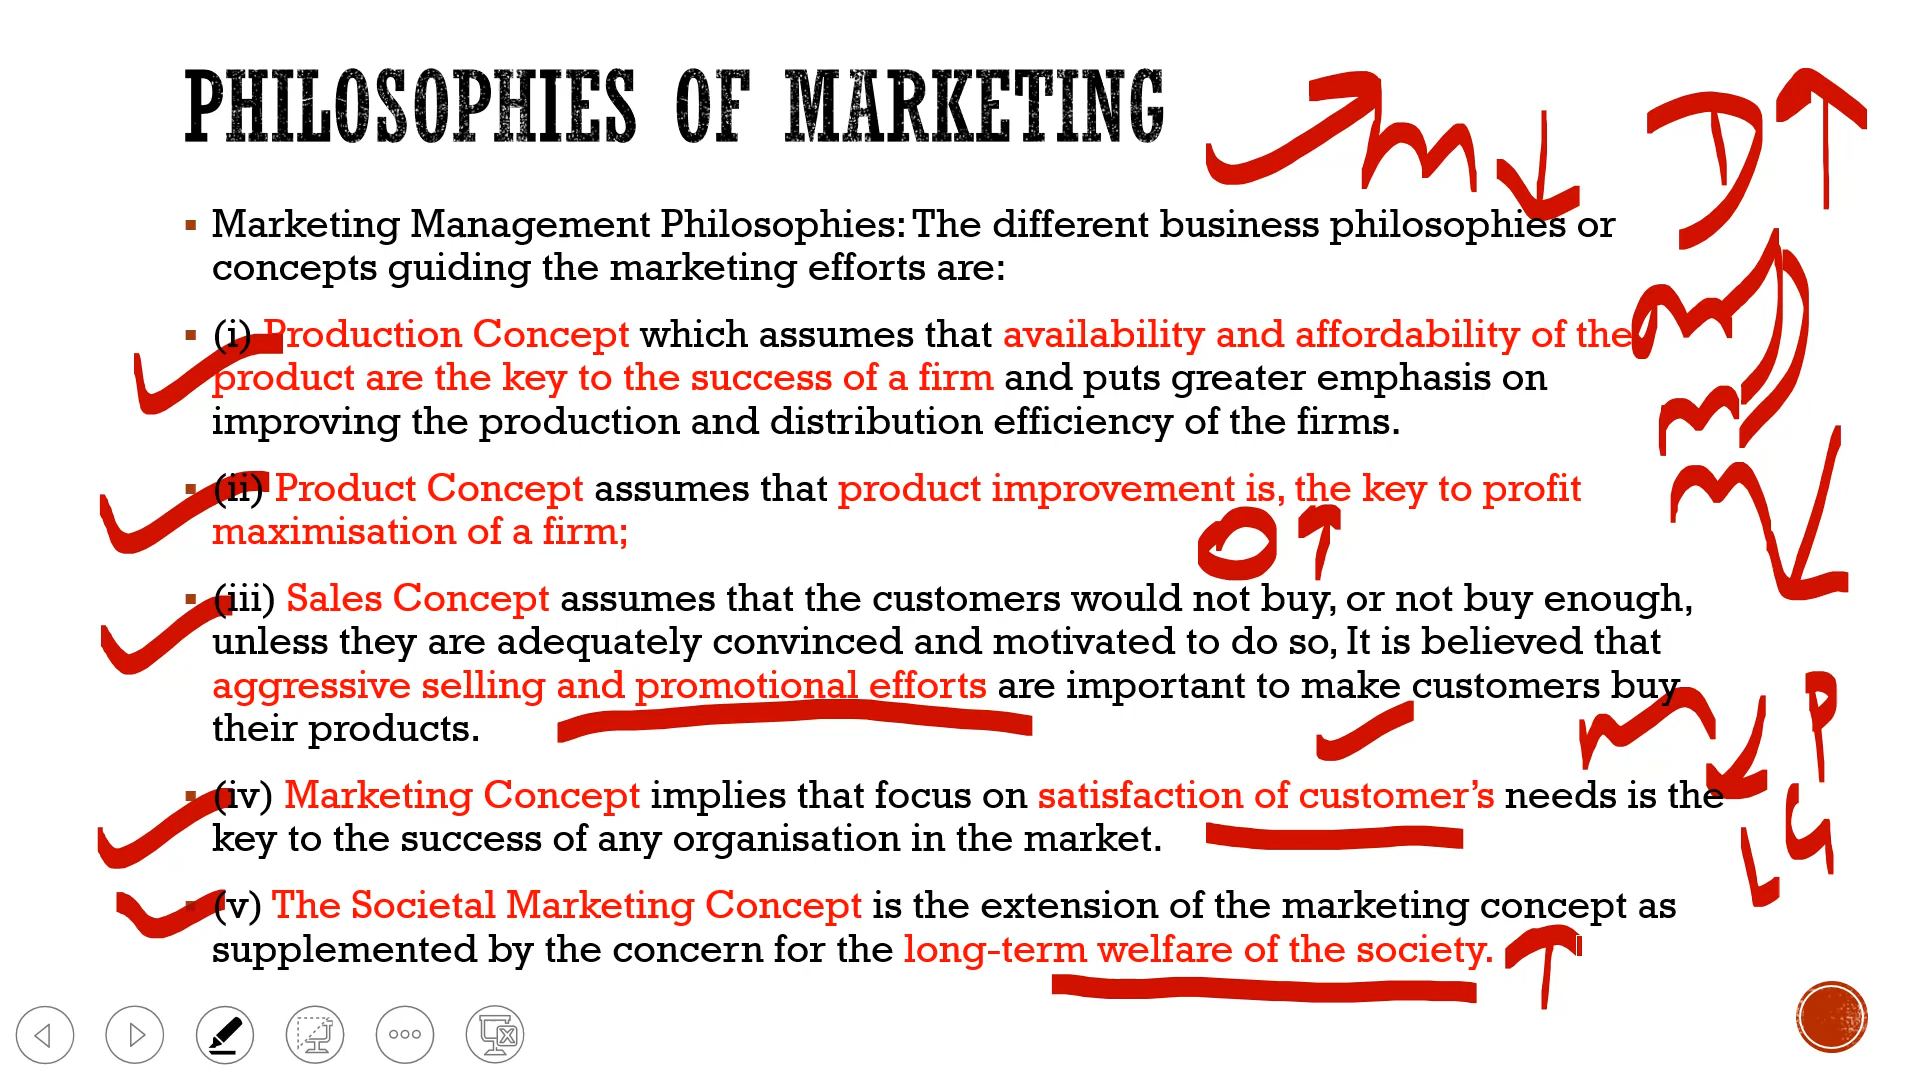 PHILOSOPHIES OF MARKETING
Marketing Management Philosophies: The different business philosophies or
concepts guiding the marketing efforts are:
(i) Production Concept which assumes that availability and affordability of the
product are the key to the success of a firm and puts greater emphasis on
improving the production and distribution efficiency of the firms.
(ii) Product Concept assumes that product improvement is, the key to profit
maximisation of a firm;
(iii) Sales Concept assumes that the customers would not buy, or not buy enough,
unless they are adequately convinced and motivated to do so, It is believed that
aggressive selling and promotional efforts are important to make customers buy
their products.
(iv) Marketing Concept implies that focus on satisfaction of customer's needs is the
key to the success of any organisation in the market.
(v) The Societal Marketing Concept is the extension of the marketing concept as
supplemented by the concern for the long-term welfare of the society.